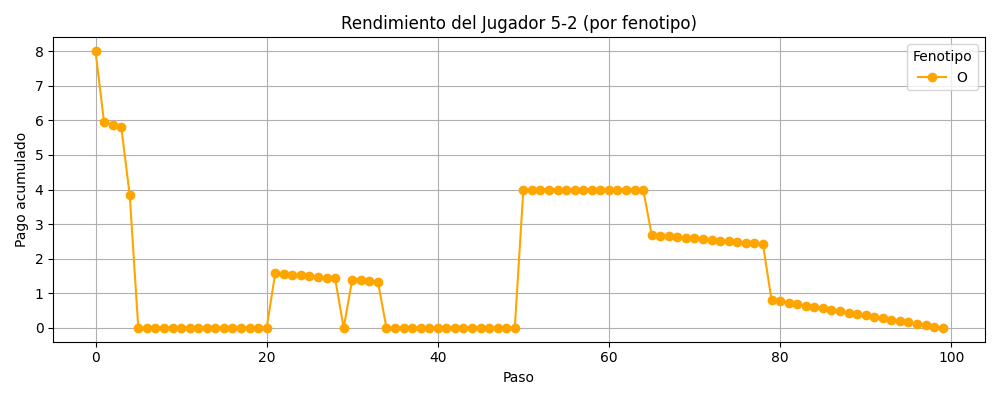 Rendimiento del Jugador 5-2 (por fenotipo)
Pago acumulado
8
7
6
5
4
3
2
1
0
Fenotipo
O
0 20 40 60 80 100
Paso